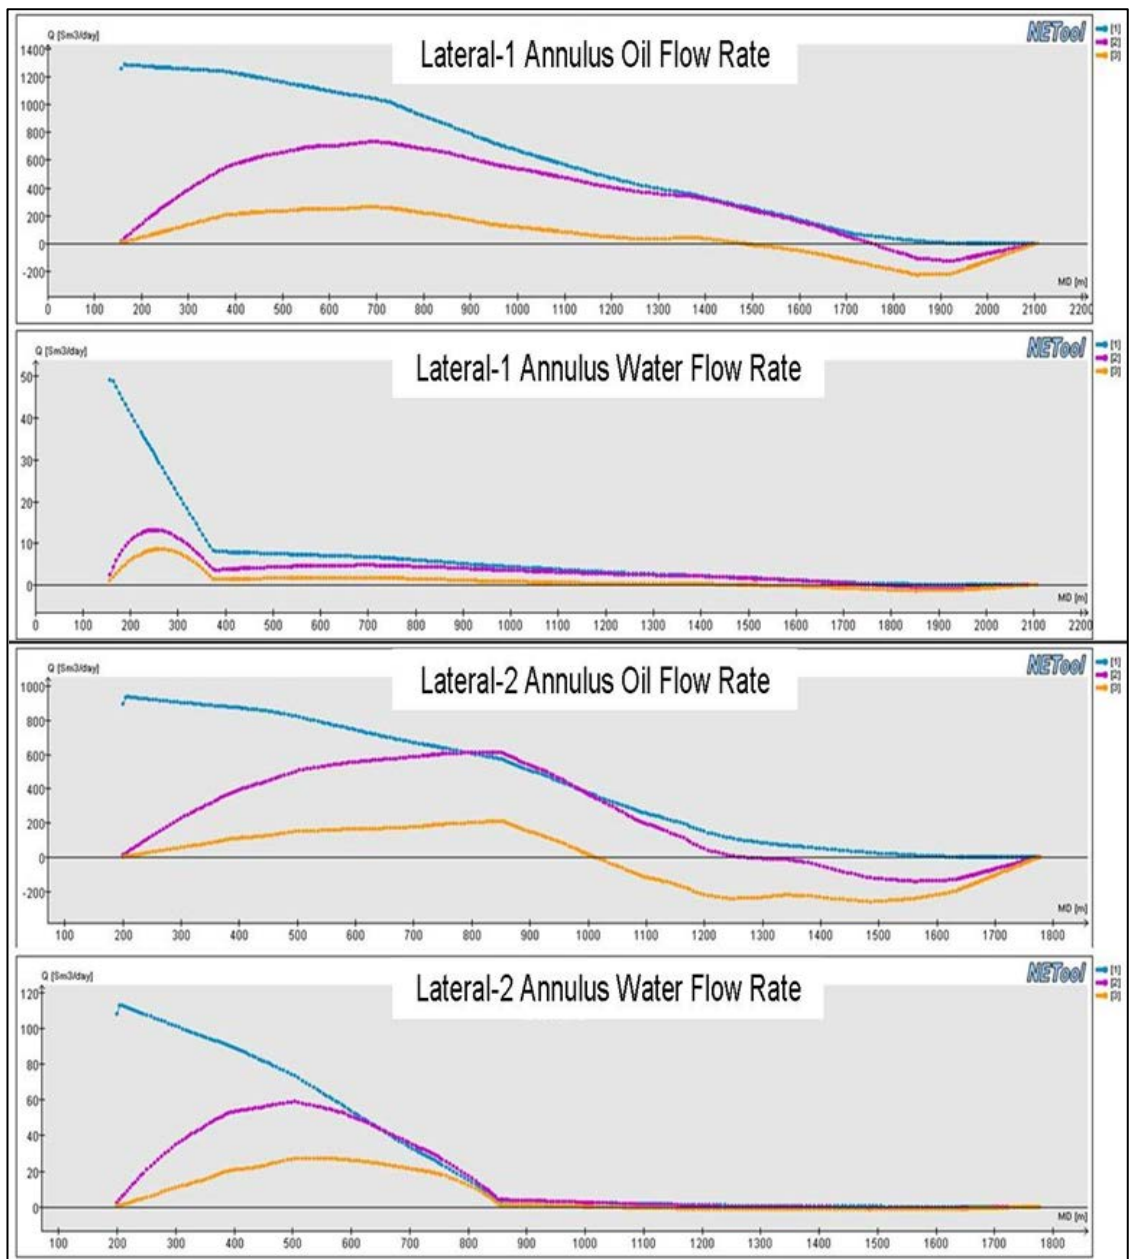 Q [Sm3/day]
Lateral-1 Annulus Oil Flow Rate
NETool
[1]
[2]
[3]
1400
1200
1000
800
600
400
200
0
-200
MD [m]
0 100 200 300 400 500 600 700 800 900 1000 1100 1200 1300 1400 1500 1600 1700 1800 1900 2000 2100 2200
Q [Sm3/day]
Lateral-1 Annulus Water Flow Rate
NETool
[1]
[2]
[3]
50
40
30
20
10
0
MD [m]
0 100 200 300 400 500 600 700 800 900 1000 1100 1200 1300 1400 1500 1600 1700 1800 1900 2000 2100 2200
Q [Sm3/day]
Lateral-2 Annulus Oil Flow Rate
NETool
[1]
[2]
[3]
1000
800
600
400
200
0
-200
MD [m]
100 200 300 400 500 600 700 800 900 1000 1100 1200 1300 1400 1500 1600 1700 1800
Q [Sm3/day]
Lateral-2 Annulus Water Flow Rate
NETool
[1]
[2]
[3]
120
100
80
60
40
20
0
MD [m]
100 200 300 400 500 600 700 800 900 1000 1100 1200 1300 1400 1500 1600 1700 1800